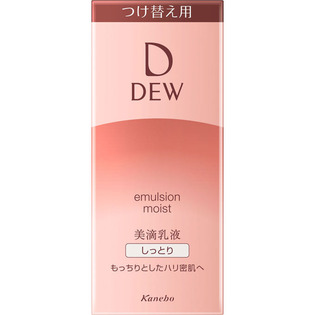 つけ替え用
D
DEW
emulsion
moist
美滴乳液
しっとり
もっちりとしたハリ密肌へ
Kanebo